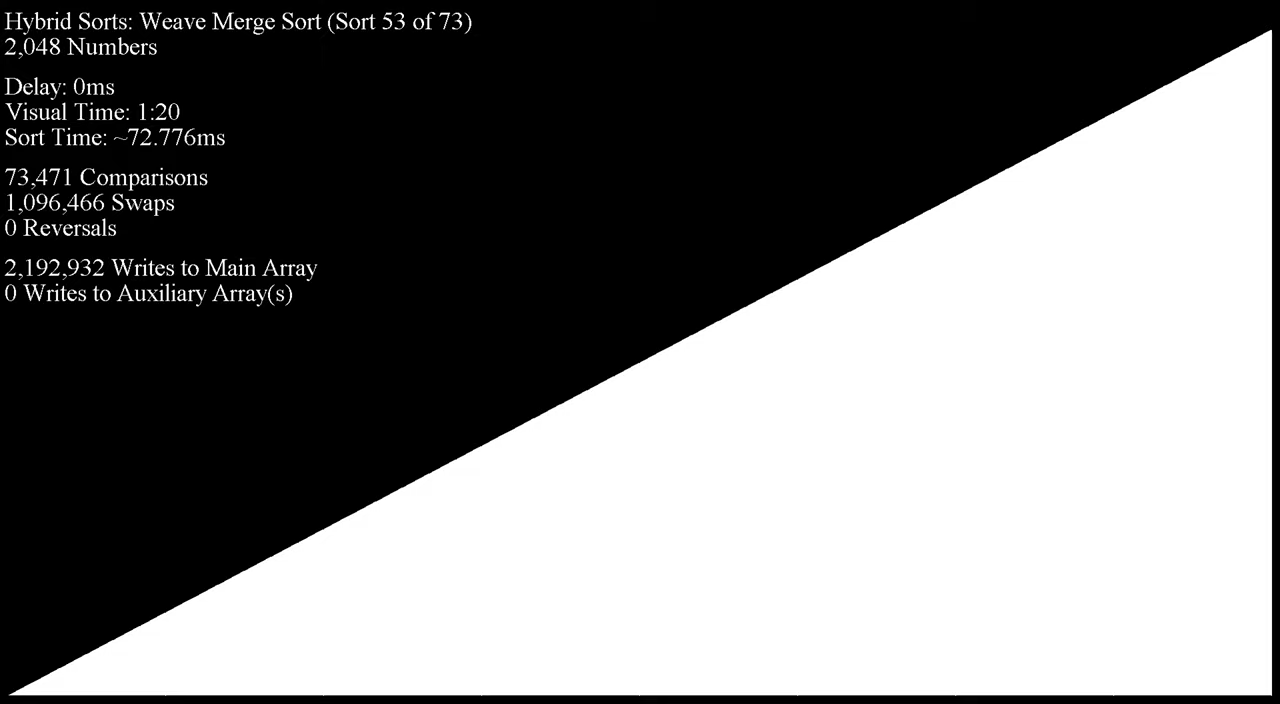 Hybrid Sorts: Weave Merge Sort (Sort 53 of 73)
2,048 Numbers
Delay: 0ms
Visual Time: 1:20
Sort Time: ~72.776ms
73,471 Comparisons
1,096,466 Swaps
0 Reversals
2,192,932 Writes to Main Array
0 Writes to Auxiliary Array(s)